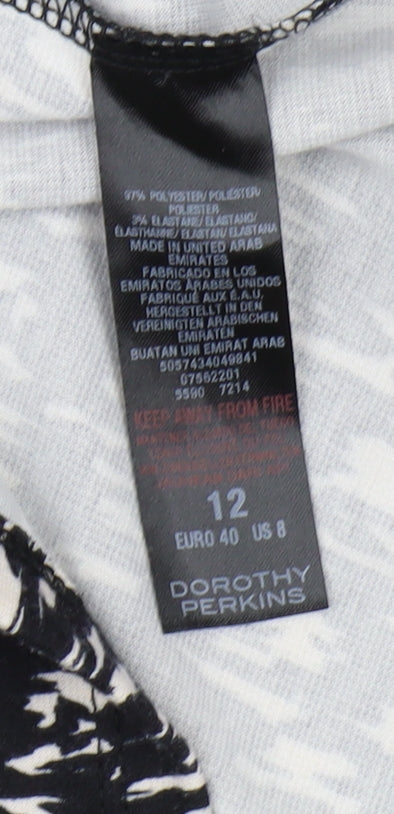 97% POLYESTER/ POLIÉSTER/
POLIESTER
3% ELASTANE/ ELASTANO/
ÉLASTHANNE/ ELASTAN/ ELASTANA
MADE IN UNITED ARAB
EMIRATES
FABRICADO EN LOS
EMIRATOS ÁRABES UNIDOS
FABRIQUÉ AUX É.A.U.
HERGESTELLT IN DEN
VEREINIGTEN ARABISCHEN
EMIRATEN
BUATAN UNI EMIRAT ARAB
5057434049841
07552201
5590 7214
KEEP AWAY FROM FIRE
12
EURO 40 US 8
DOROTHY
PERKINS